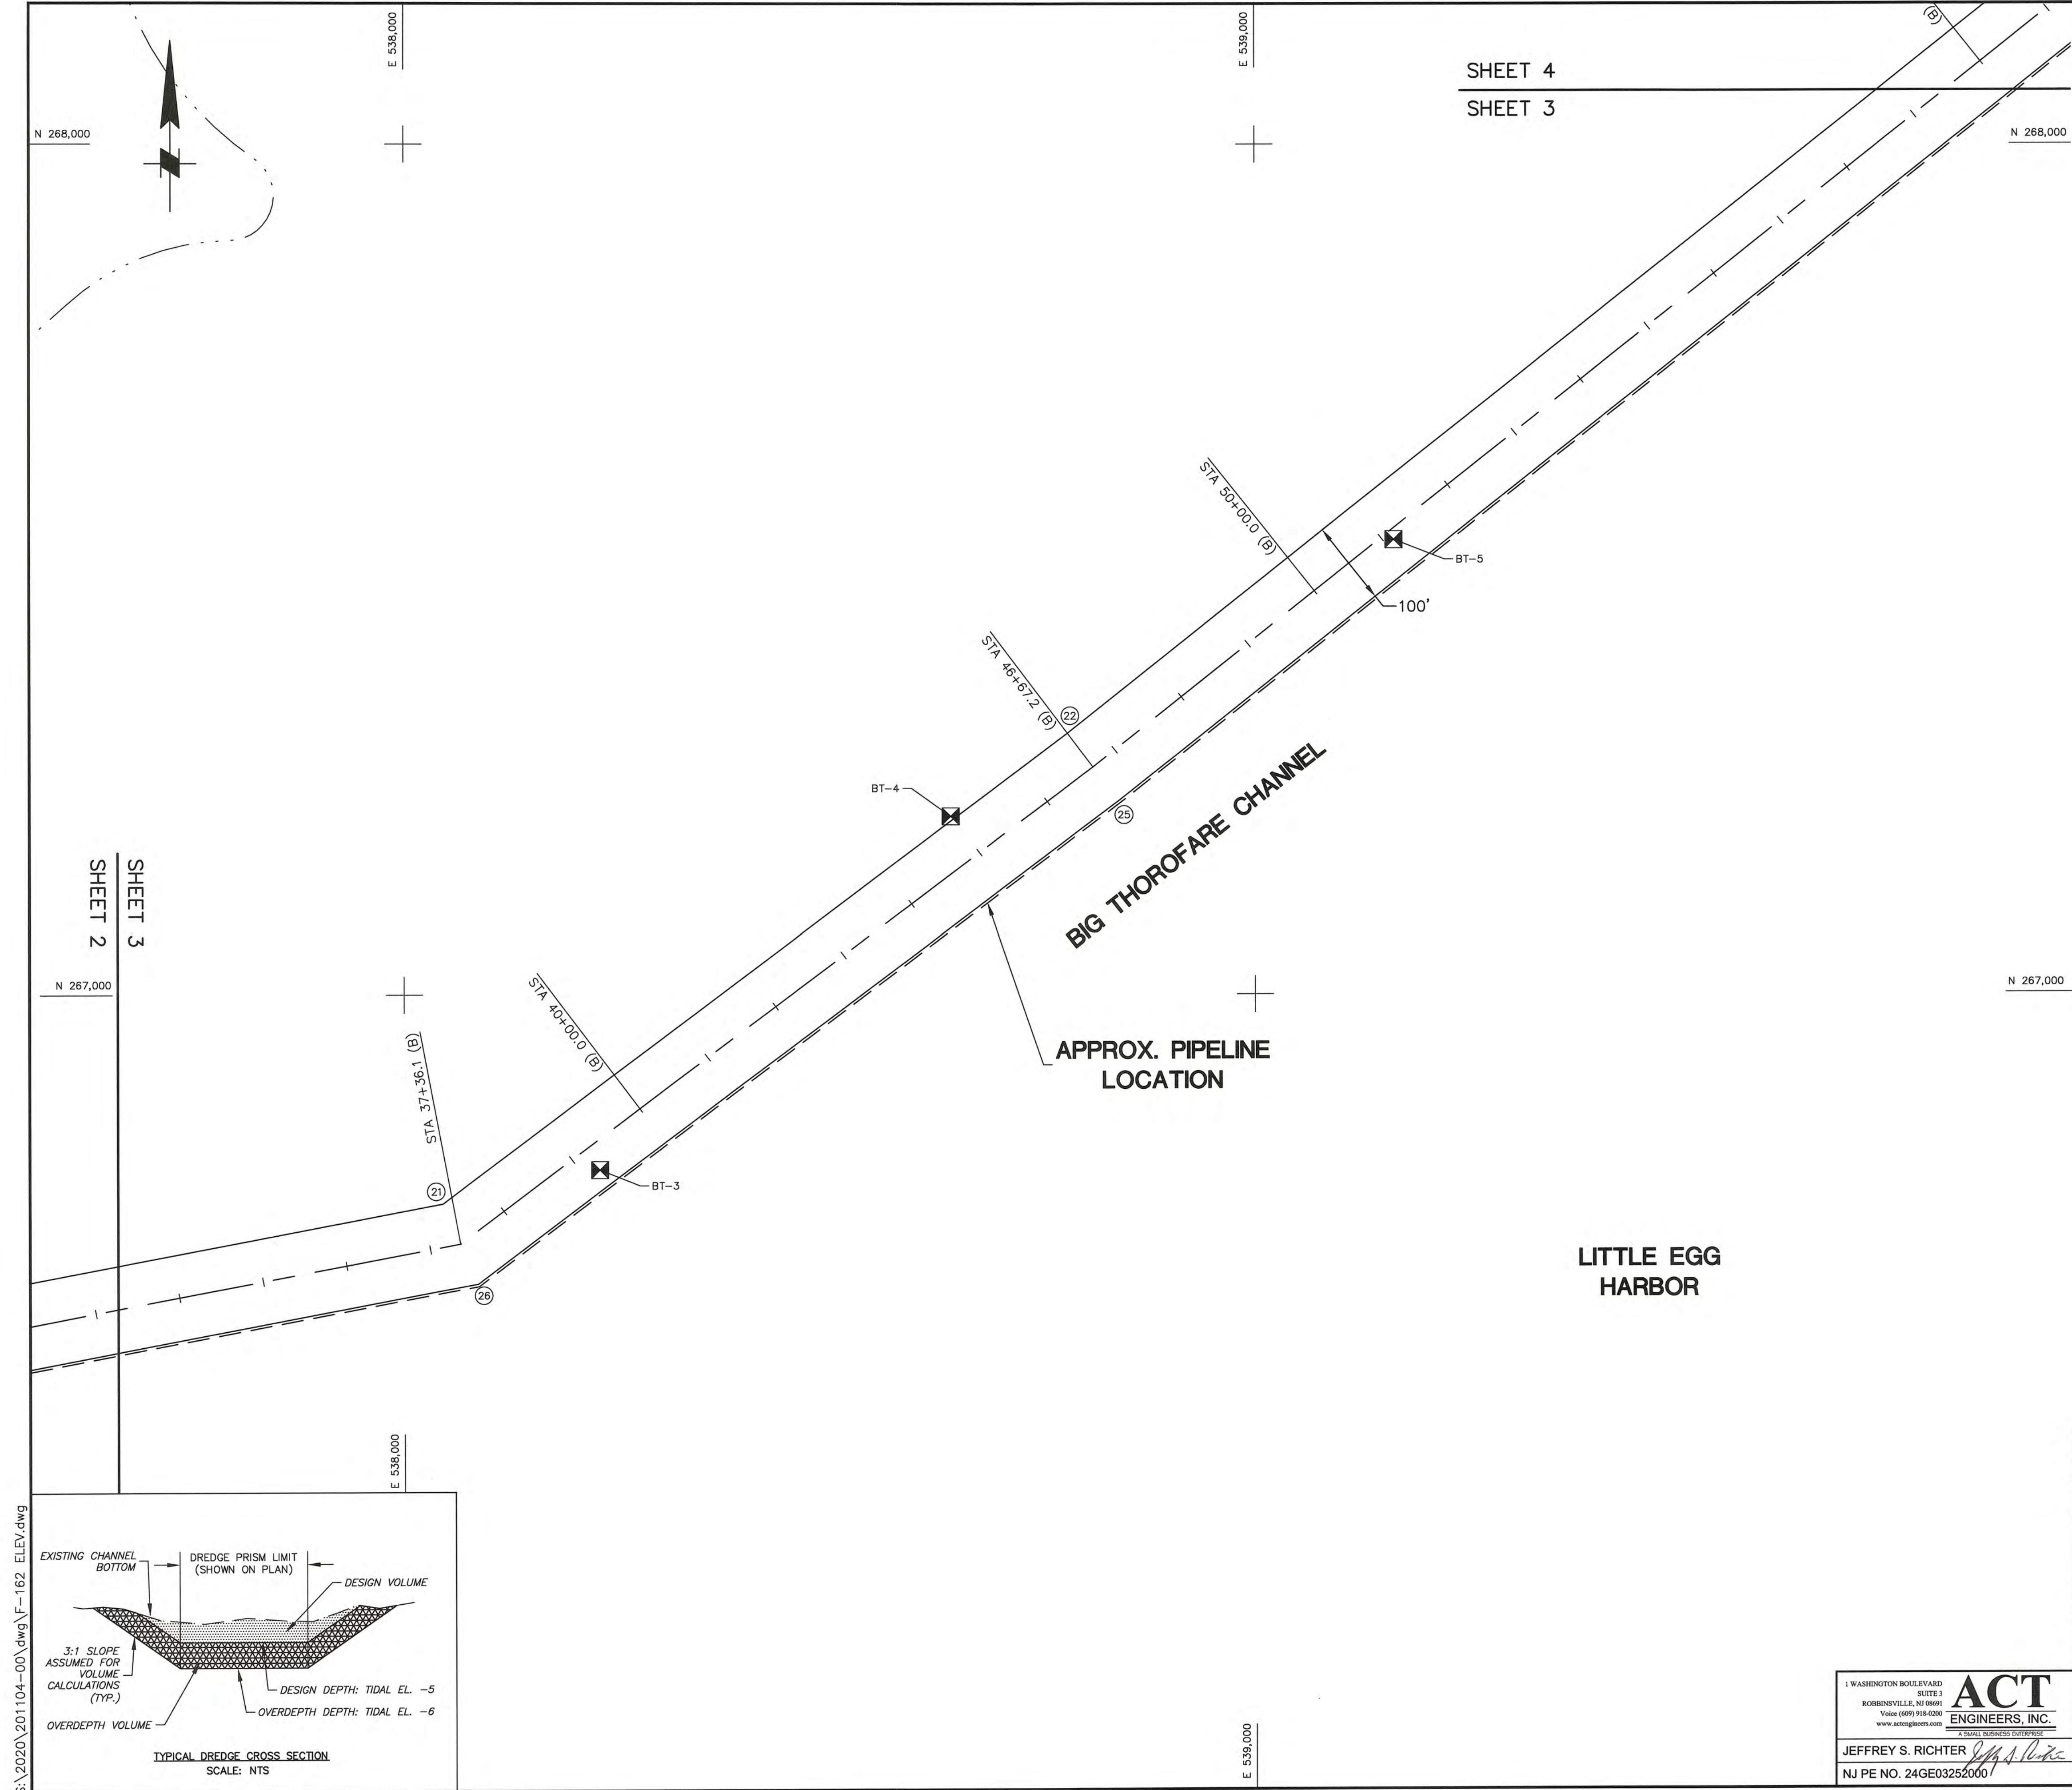 (B)
E 538,000
E 539,000
SHEET 4
SHEET 3
N 268,000
N 268,000
STA 50+00.0 (B)
BT-5
100'
STA 46+67.2 (B)
22
BT-4
25
BIG THOROFARE CHANNEL
SHEET 3
SHEET 2
N 267,000
N 267,000
STA 40+00.0 (B)
STA 37+36.1 (B)
APPROX. PIPELINE
LOCATION
21
BT-3
26
LITTLE EGG
HARBOR
E 538,000
S:\2020\201104-00\dwg\F-162 ELEV.dwg
EXISTING CHANNEL
BOTTOM
DREDGE PRISM LIMIT
(SHOWN ON PLAN)
DESIGN VOLUME
3:1 SLOPE
ASSUMED FOR
VOLUME
CALCULATIONS
(TYP.)
DESIGN DEPTH: TIDAL EL. -5
OVERDEPTH DEPTH: TIDAL EL. -6
OVERDEPTH VOLUME
TYPICAL DREDGE CROSS SECTION
SCALE: NTS
E 539,000
1 WASHINGTON BOULEVARD
SUITE 3
ROBBINSVILLE, NJ 08691
Voice (609) 918-0200
www.actengineers.com
ACT
ENGINEERS, INC.
A SMALL BUSINESS ENTERPRISE
JEFFREY S. RICHTER
NJ PE NO. 24GE03252000